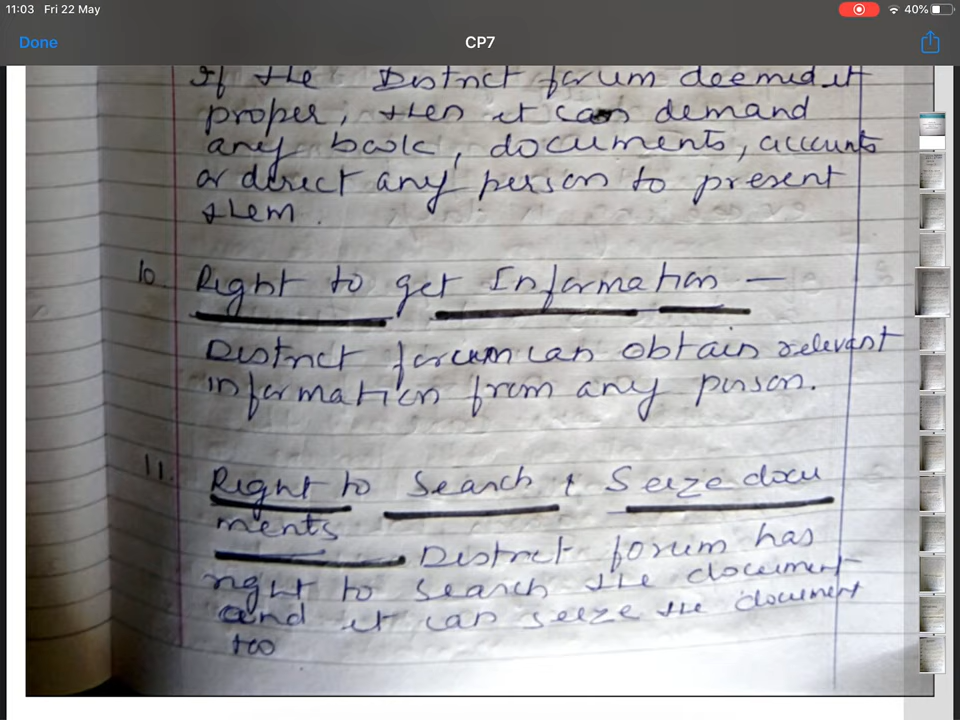 11:03 Fri 22 May
40%
Done
CP7
If the District forum deemed it
proper, then it can demand
any book, documents, accounts
or direct any person to present
them.
10. Right to get Information —
District forum can obtain relevant
information from any person.
11. Right to Search & Seize docu
ments
District forum has
right to search the document
and it can seize the document
too